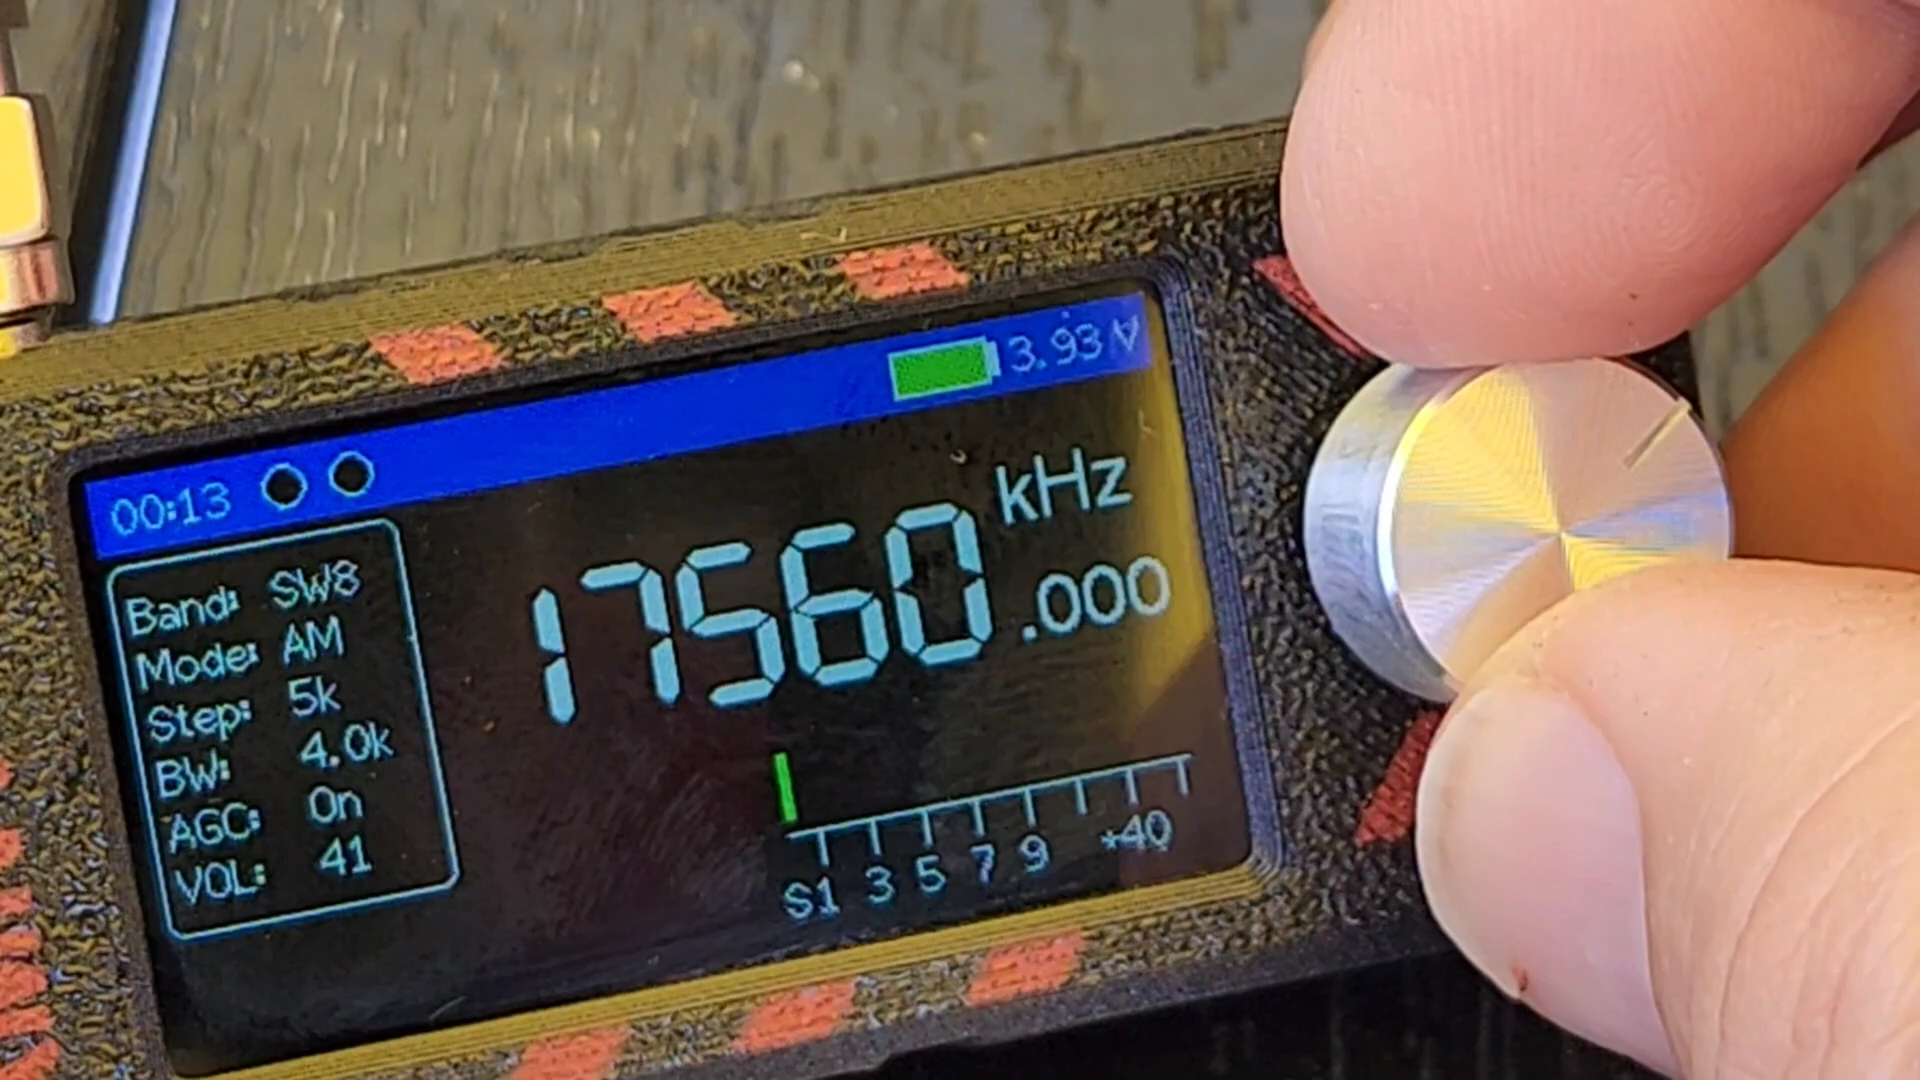 3.93V
00:13
kHz
17560.000
Band: SW8
Mode: AM
Step: 5k
BW: 4.0k
AGC: On
VOL: 41
S1 3 5 7 9 +40